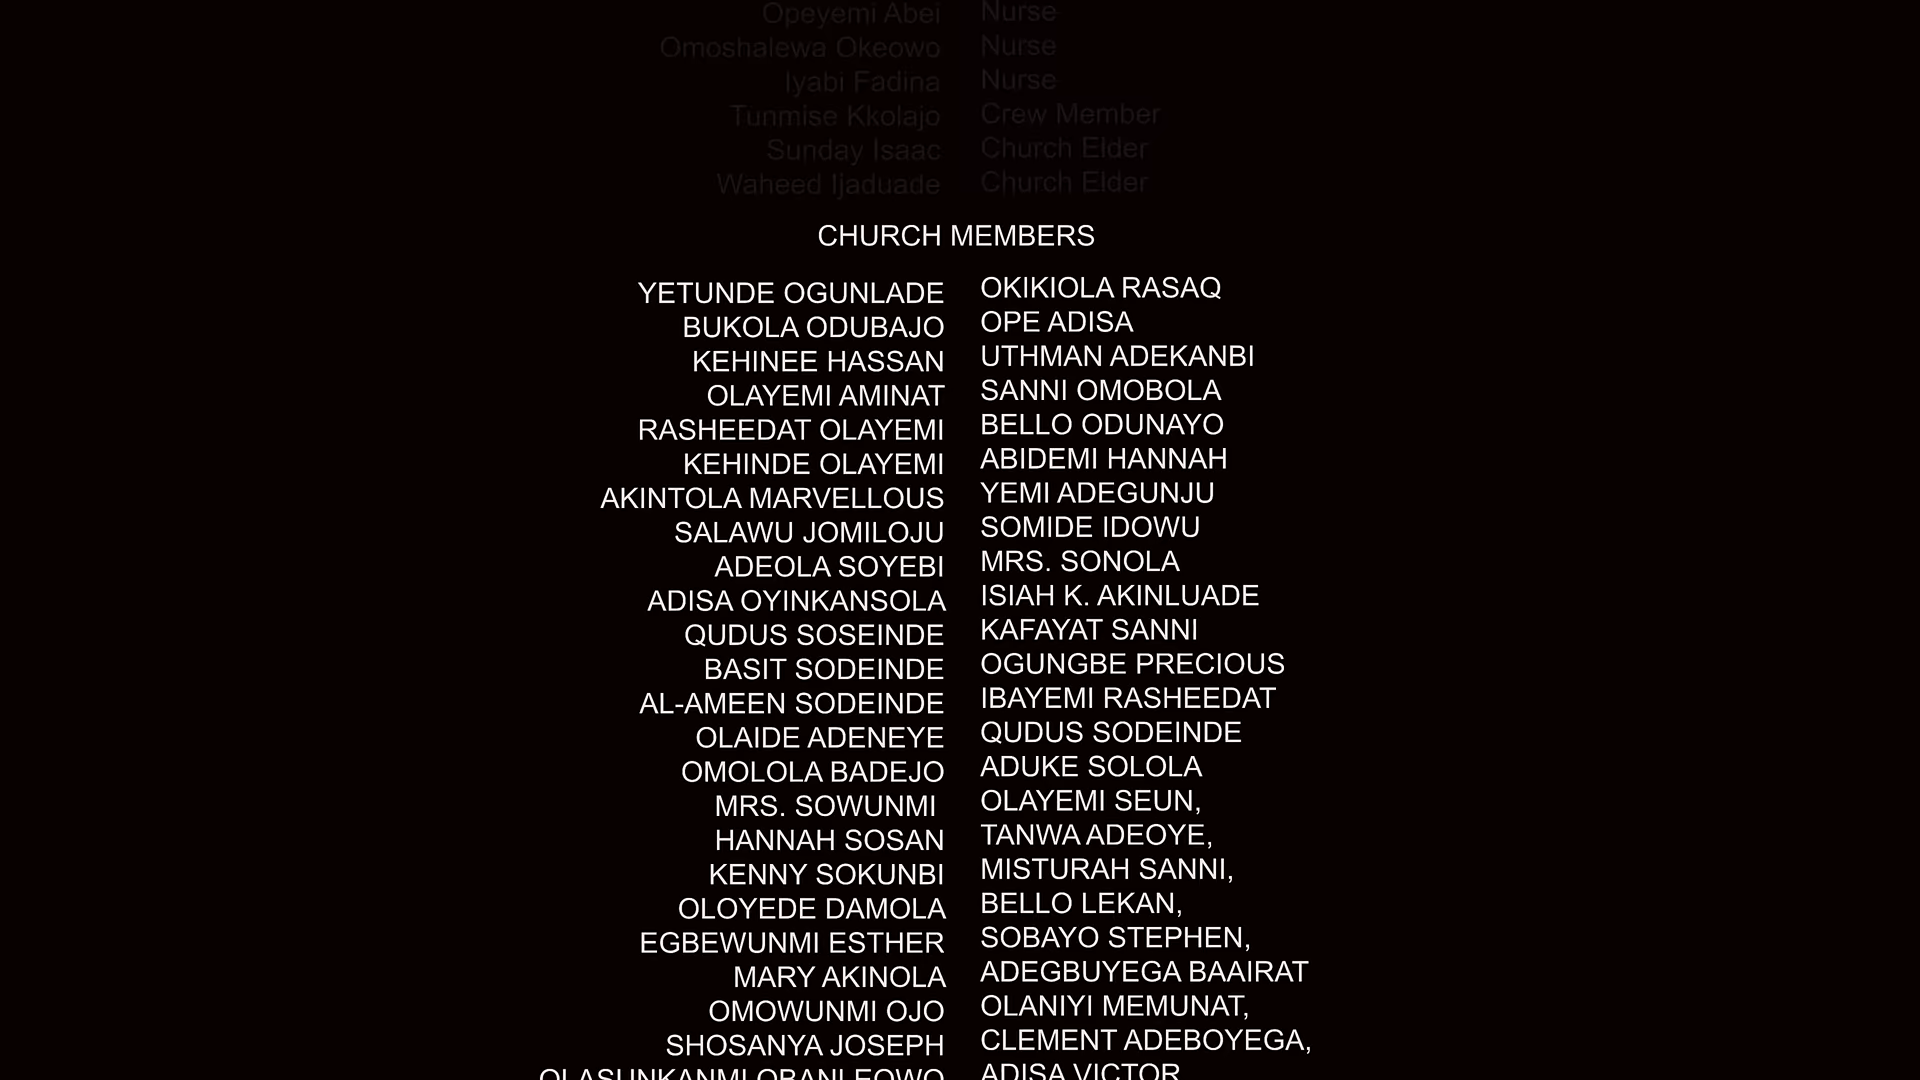 Opeyemi Abei Nurse
Omoshalewa Okeowo Nurse
Iyabi Fadina Nurse
Tunmise Kkolajo Crew Member
Sunday Isaac Church Elder
Waheed Ijaduade Church Elder
CHURCH MEMBERS
YETUNDE OGUNLADE OKIKIOLA RASAQ
BUKOLA ODUBAJO OPE ADISA
KEHINEE HASSAN UTHMAN ADEKANBI
OLAYEMI AMINAT SANNI OMOBOLA
RASHEEDAT OLAYEMI BELLO ODUNAYO
KEHINDE OLAYEMI ABIDEMI HANNAH
AKINTOLA MARVELLOUS YEMI ADEGUNJU
SALAWU JOMILOJU SOMIDE IDOWU
ADEOLA SOYEBI MRS. SONOLA
ADISA OYINKANSOLA ISIAH K. AKINLUADE
QUDUS SOSEINDE KAFAYAT SANNI
BASIT SODEINDE OGUNGBE PRECIOUS
AL-AMEEN SODEINDE IBAYEMI RASHEEDAT
OLAIDE ADENEYE QUDUS SODEINDE
OMOLOLA BADEJO ADUKE SOLOLA
MRS. SOWUNMI OLAYEMI SEUN,
HANNAH SOSAN TANWA ADEOYE,
KENNY SOKUNBI MISTURAH SANNI,
OLOYEDE DAMOLA BELLO LEKAN,
EGBEWUNMI ESTHER SOBAYO STEPHEN,
MARY AKINOLA ADEGBUYEGA BAAIRAT
OMOWUNMI OJO OLANIYI MEMUNAT,
SHOSANYA JOSEPH CLEMENT ADEBOYEGA,
OLASUNKANMI ADISA VICTOR